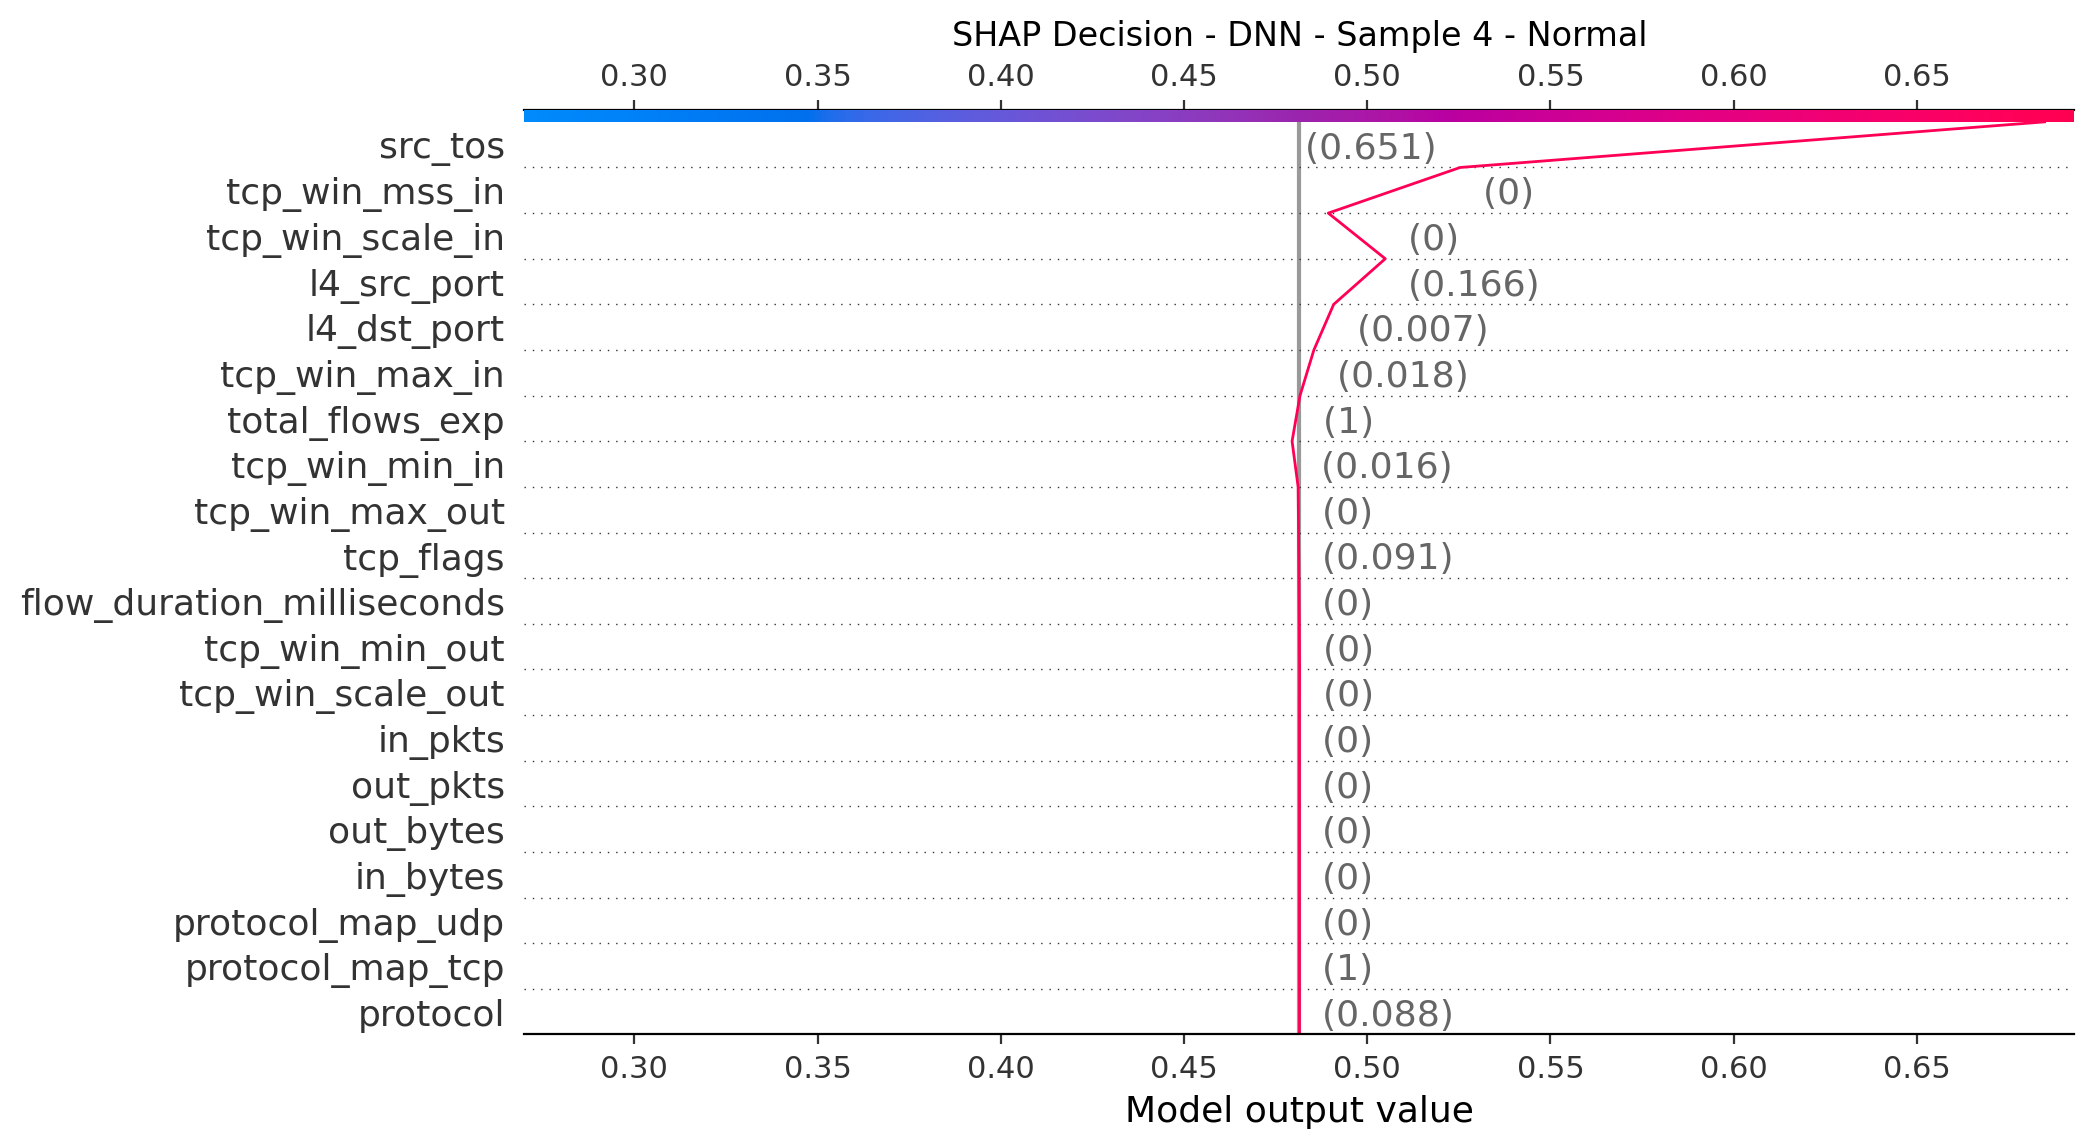 SHAP Decision - DNN - Sample 4 - Normal
0.30 0.35 0.40 0.45 0.50 0.55 0.60 0.65
src_tos (0.651)
tcp_win_mss_in (0)
tcp_win_scale_in (0)
l4_src_port (0.166)
l4_dst_port (0.007)
tcp_win_max_in (0.018)
total_flows_exp (1)
tcp_win_min_in (0.016)
tcp_win_max_out (0)
tcp_flags (0.091)
flow_duration_milliseconds (0)
tcp_win_min_out (0)
tcp_win_scale_out (0)
in_pkts (0)
out_pkts (0)
out_bytes (0)
in_bytes (0)
protocol_map_udp (0)
protocol_map_tcp (1)
protocol (0.088)
0.30 0.35 0.40 0.45 0.50 0.55 0.60 0.65
Model output value